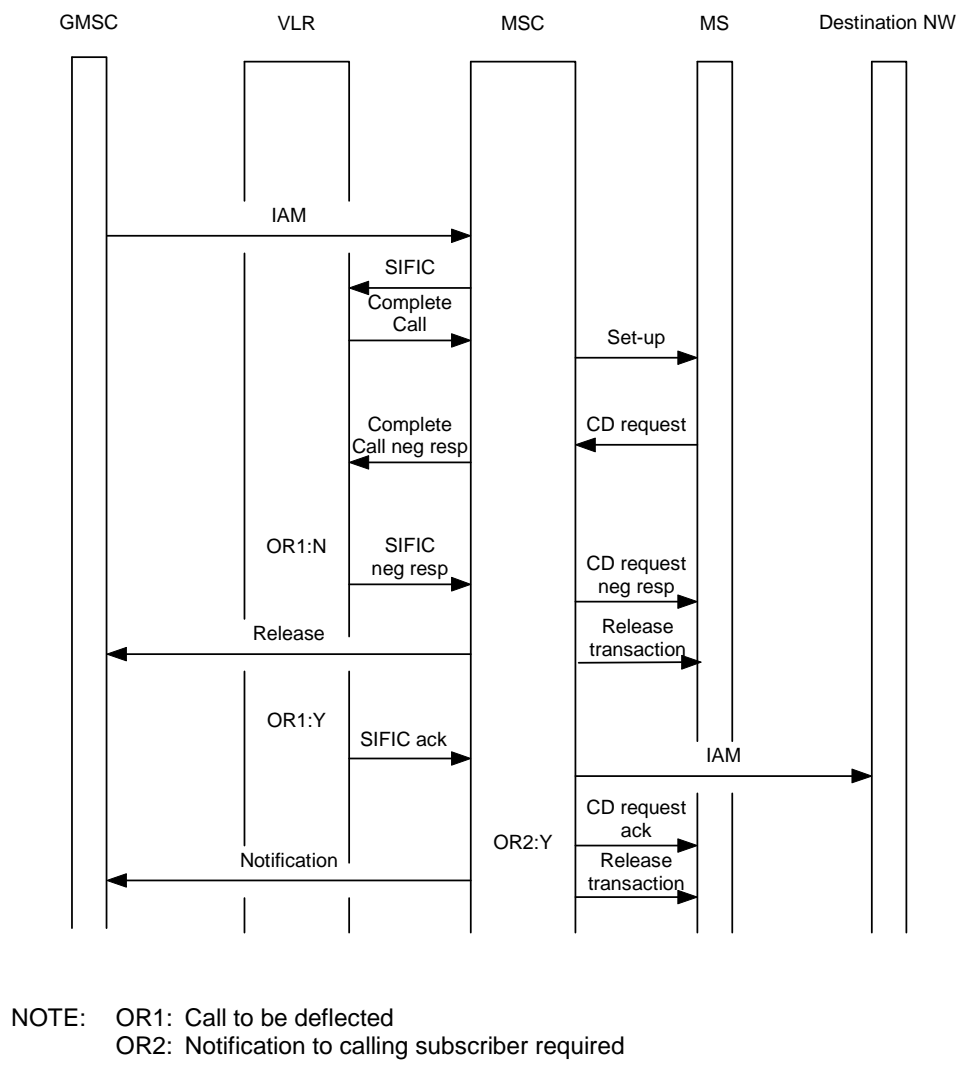 GMSC VLR MSC MS Destination NW
IAM
SIFIC
Complete
Call
Set-up
Complete
Call neg resp
CD request
OR1:N
SIFIC
neg resp
CD request
neg resp
Release
Release
transaction
OR1:Y
SIFIC ack
IAM
CD request
ack
OR2:Y
Notification
Release
transaction
NOTE: OR1: Call to be deflected
OR2: Notification to calling subscriber required